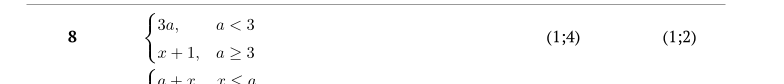 8 { 3a, a < 3 (1;4) (1;2)
x + 1, a ≥ 3
{ a + x, x ≤ a